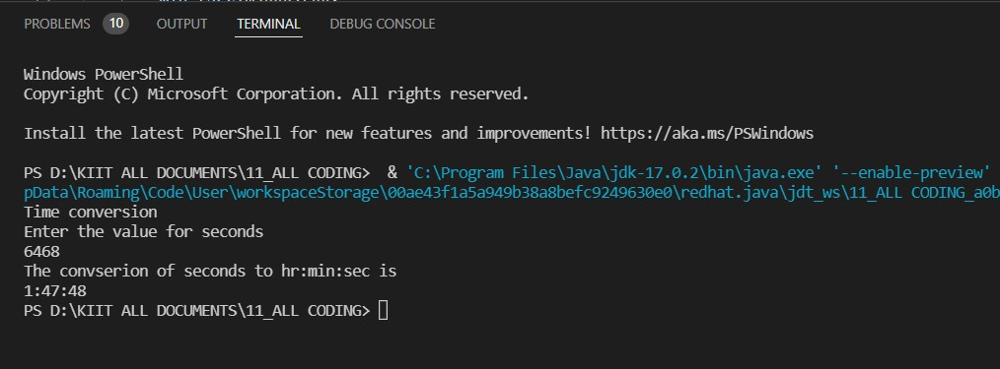 PROBLEMS 10 OUTPUT TERMINAL DEBUG CONSOLE
Windows PowerShell
Copyright (C) Microsoft Corporation. All rights reserved.
Install the latest PowerShell for new features and improvements! https://aka.ms/PSWindows
PS D:\KIIT ALL DOCUMENTS\11_ALL CODING>  & 'C:\Program Files\Java\jdk-17.0.2\bin\java.exe' '--enable-preview'
pData\Roaming\Code\User\workspaceStorage\00ae43f1a5a949b38a8befc9249630e0\redhat.java\jdt_ws\11_ALL CODING_a0b
Time conversion
Enter the value for seconds
6468
The convserion of seconds to hr:min:sec is
1:47:48
PS D:\KIIT ALL DOCUMENTS\11_ALL CODING>